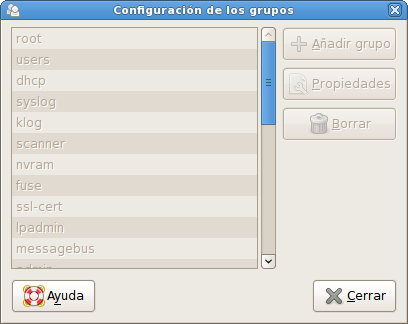 Configuración de los grupos
root
users
dhcp
syslog
klog
scanner
nvram
fuse
ssl-cert
lpadmin
messagebus
admin
Añadir grupo
Propiedades
Borrar
Ayuda
Cerrar